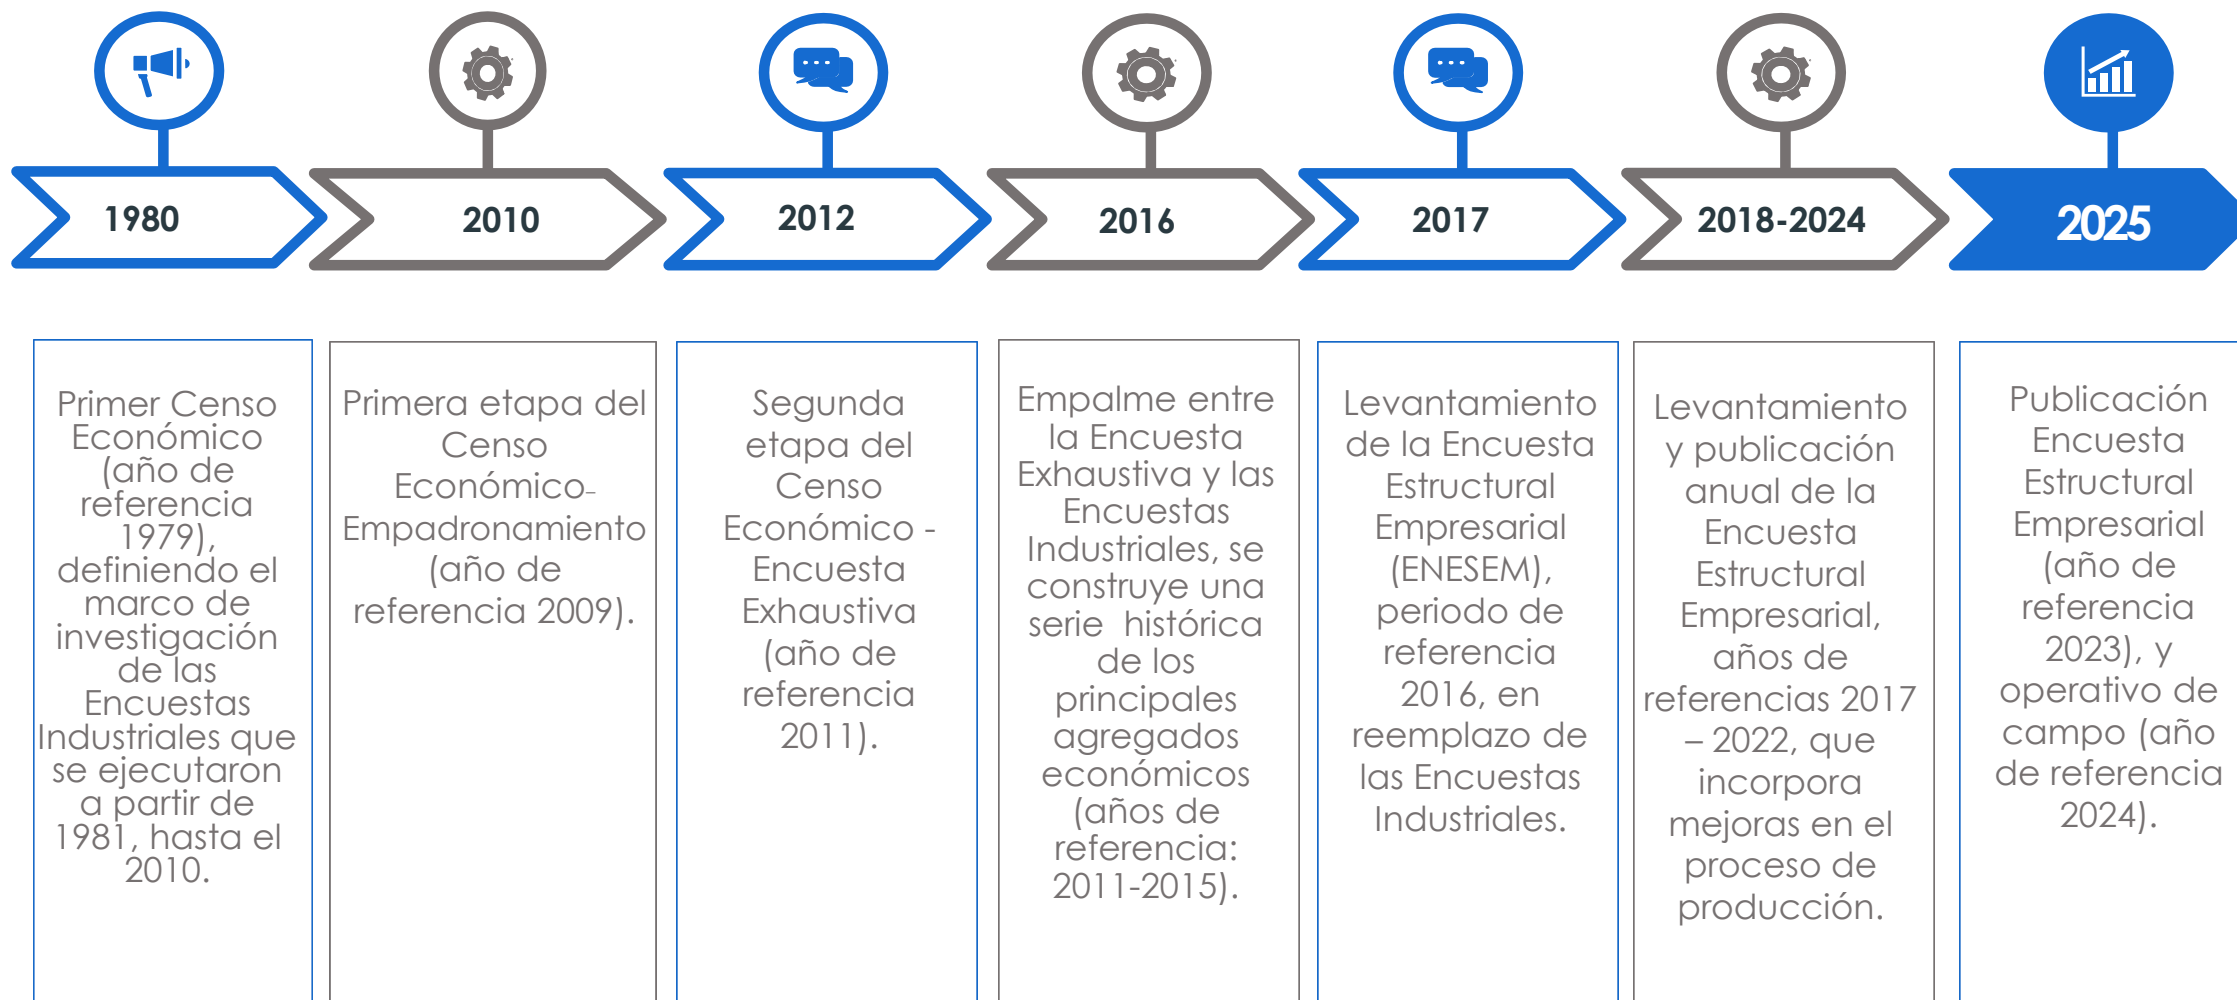 1980
2010
2012
2016
2017
2018-2024
2025
Primer Censo
Económico
(año de
referencia
1979),
definiendo el
marco de
investigación
de las
Encuestas
Industriales que
se ejecutaron
a partir de
1981, hasta el
2010.
Primera etapa del
Censo
Económico-
Empadronamiento
(año de
referencia 2009).
Segunda
etapa del
Censo
Económico -
Encuesta
Exhaustiva
(año de
referencia
2011).
Empalme entre
la Encuesta
Exhaustiva y las
Encuestas
Industriales, se
construye una
serie  histórica
de los
principales
agregados
económicos
(años de
referencia:
2011-2015).
Levantamiento
de la Encuesta
Estructural
Empresarial
(ENESEM),
periodo de
referencia
2016, en
reemplazo de
las Encuestas
Industriales.
Levantamiento
y publicación
anual de la
Encuesta
Estructural
Empresarial,
años de
referencias 2017
– 2022, que
incorpora
mejoras en el
proceso de
producción.
Publicación
Encuesta
Estructural
Empresarial
(año de
referencia
2023), y
operativo de
campo (año
de referencia
2024).